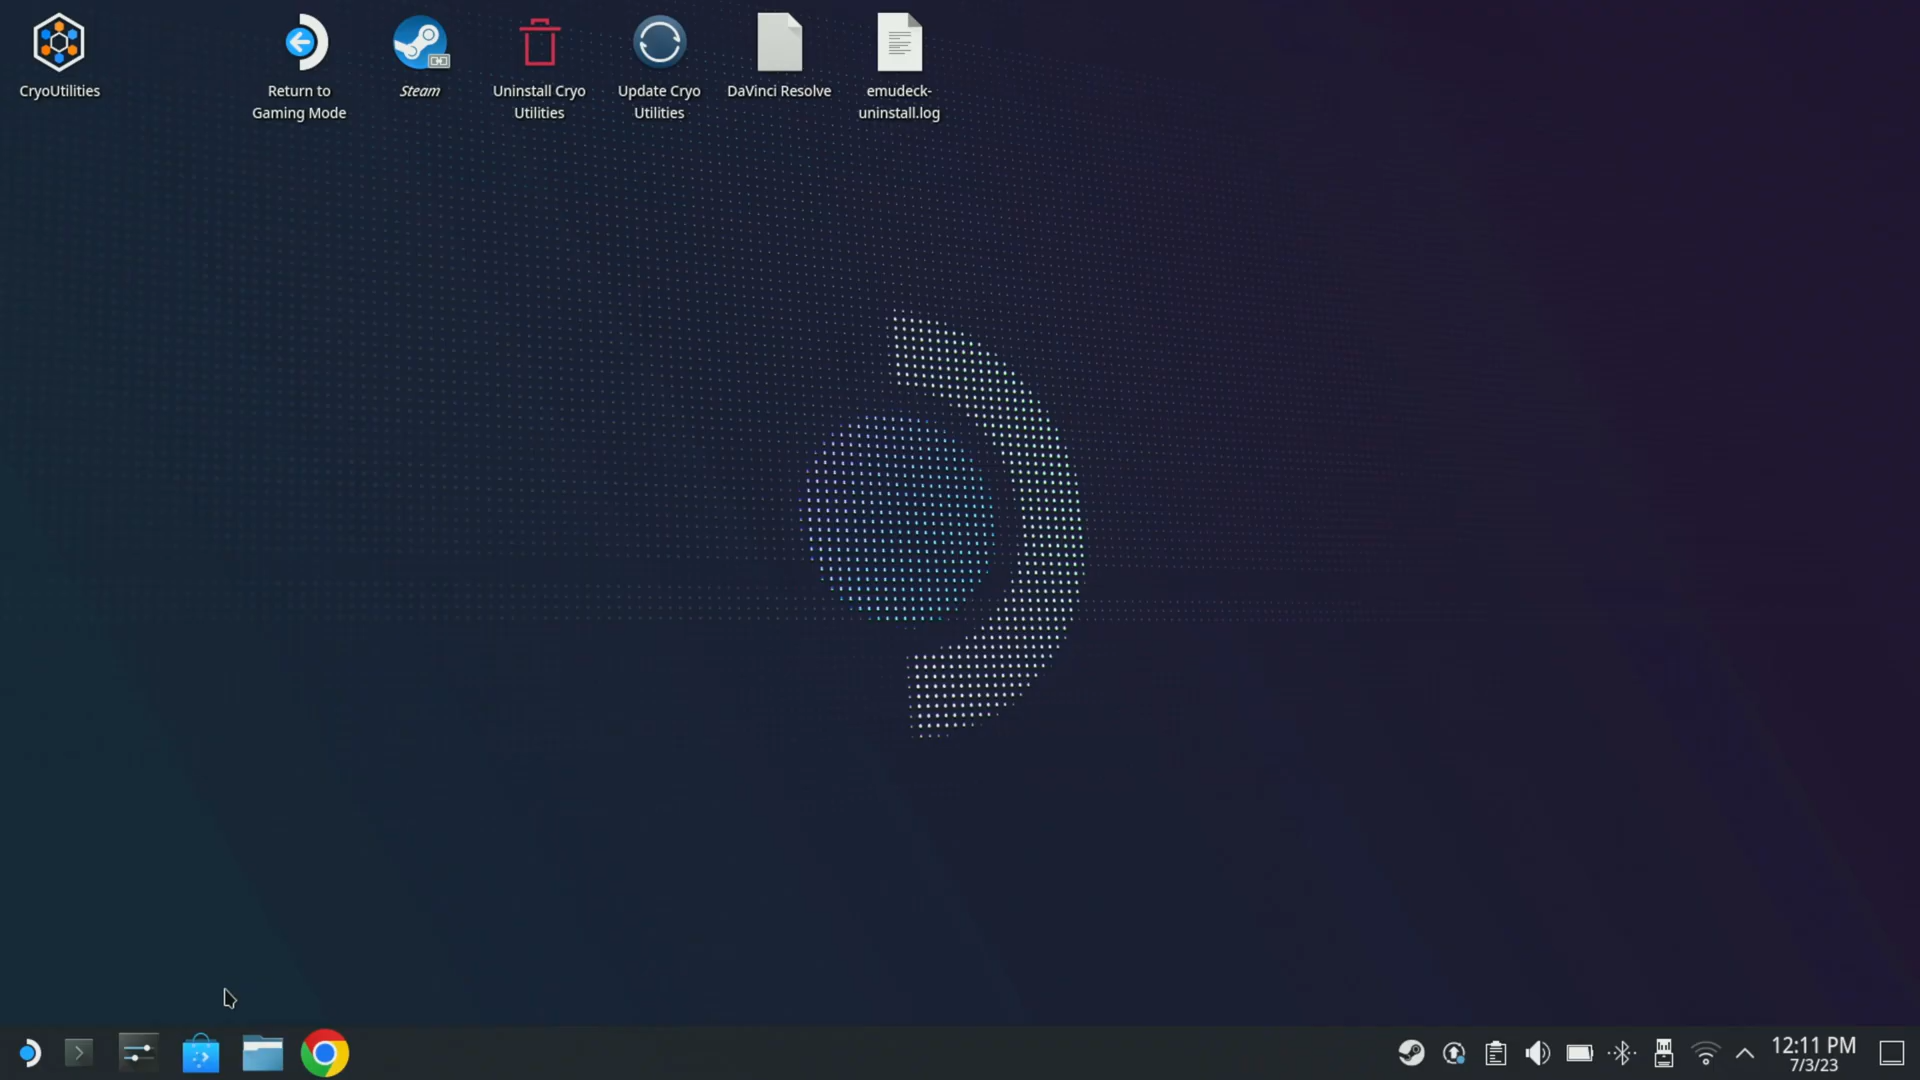 CryoUtilities
Return to
Gaming Mode
Steam
Uninstall Cryo
Utilities
Update Cryo
Utilities
DaVinci Resolve
emudeck-
uninstall.log
12:11 PM
7/3/23